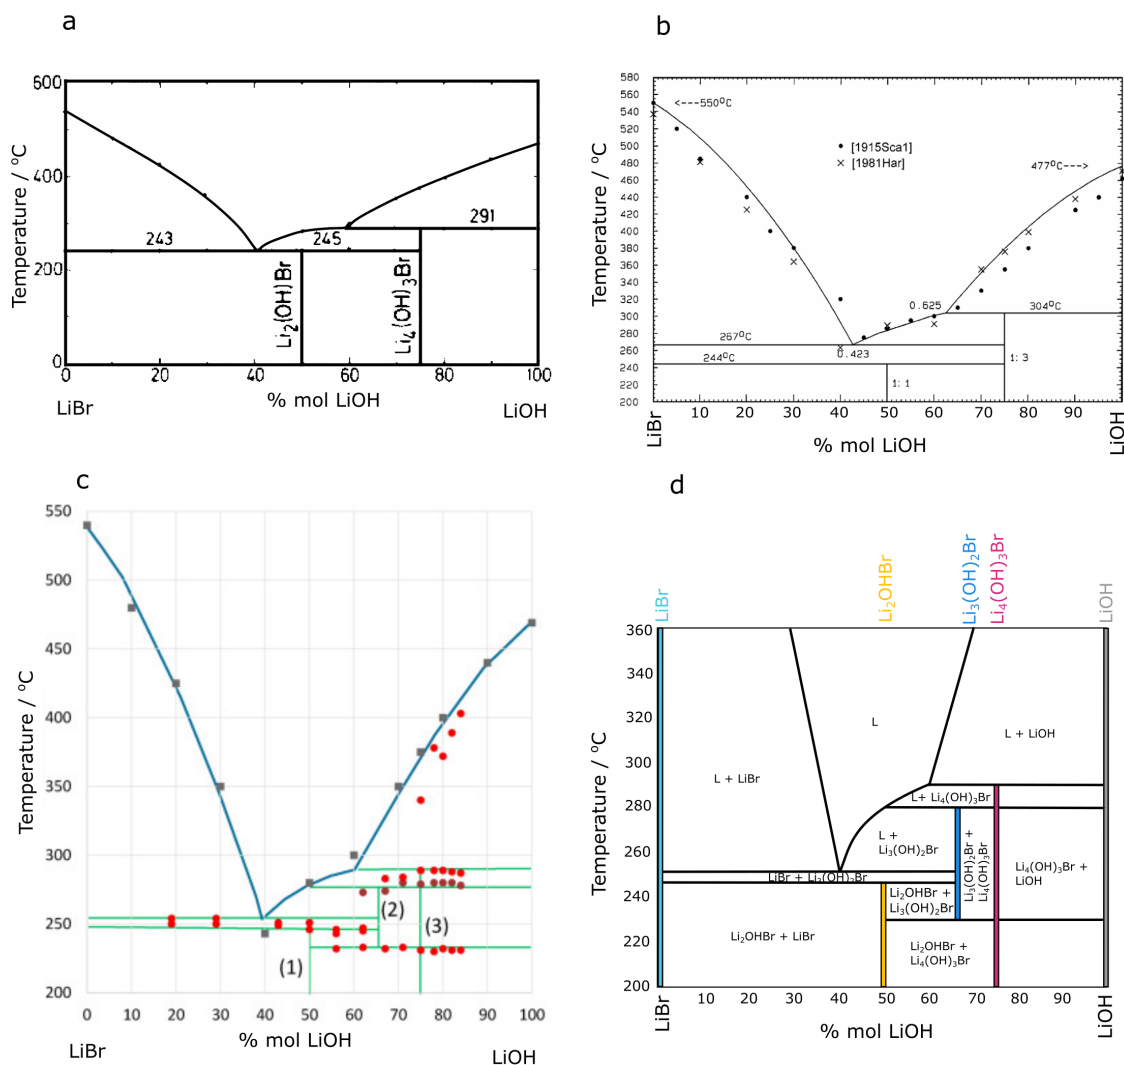 a
600
400
200
0
Temperature / °C
243
245
291
Li2(OH)Br
Li4(OH)3Br
0 20 40 60 80 100
LiBr
% mol LiOH
LiOH
b
580
560
540
520
500
480
460
440
420
400
380
360
340
320
300
280
260
240
220
200
Temperature / °C
<---550°C
● [1915Sca1]
× [1981Har]
477°C--->
0.625
304°C
267°C
0.423
244°C
1:3
1:1
LiBr
10 20 30 40 50 60 70 80 90
LiOH
% mol LiOH
c
550
500
450
400
350
300
250
200
Temperature / °C
(1)
(2)
(3)
0 10 20 30 40 50 60 70 80 90 100
LiBr
% mol LiOH
LiOH
d
LiBr
Li2OHBr
Li3(OH)2Br
Li4(OH)3Br
LiOH
360
340
320
300
280
260
240
220
200
Temperature / °C
L
L + LiOH
L + LiBr
L+ Li4(OH)3Br
L +
Li3(OH)2Br
Li3(OH)2Br +
Li4(OH)3Br
Li4(OH)3Br +
LiOH
LiBr + Li3(OH)2Br
Li2OHBr +
Li3(OH)2Br
Li2OHBr + LiBr
Li2OHBr +
Li4(OH)3Br
LiBr
10 20 30 40 50 60 70 80 90
LiOH
% mol LiOH